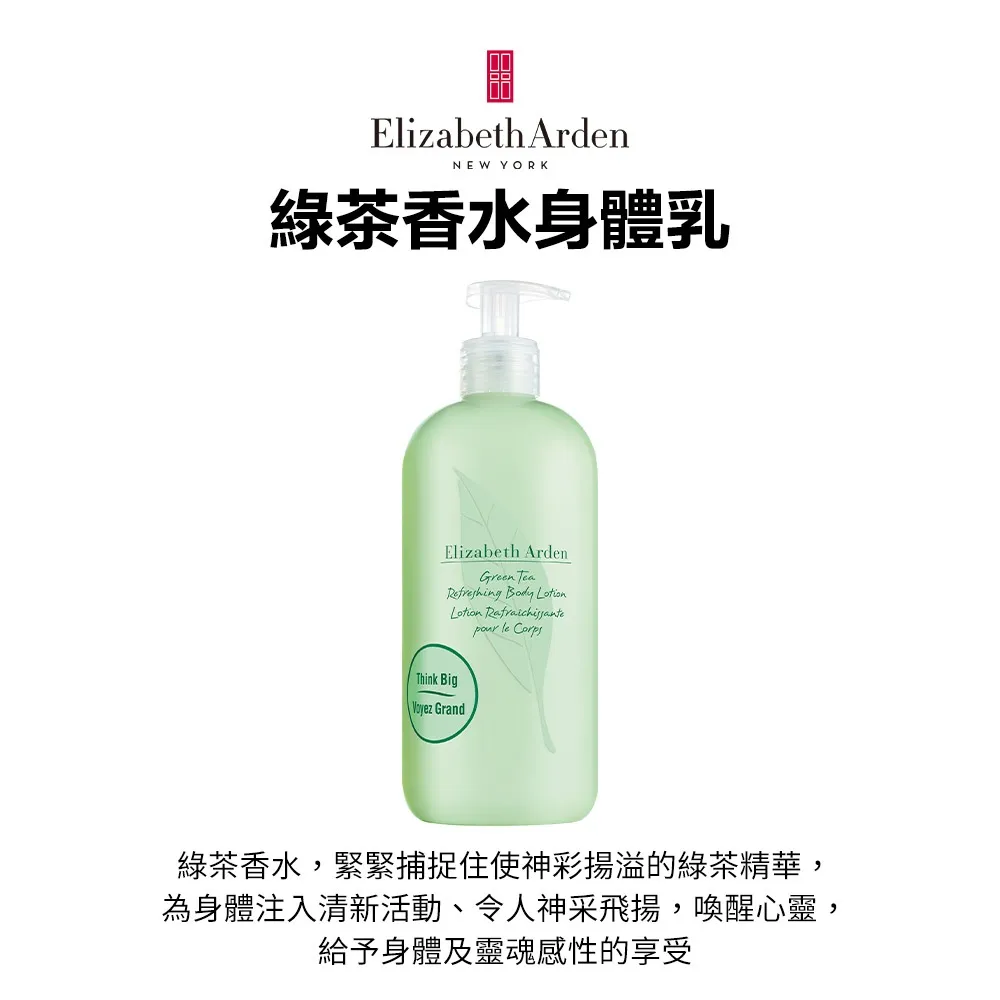 Elizabeth Arden
NEW YORK
綠茶香水身體乳
Elizabeth Arden
Green Tea
Refreshing Body Lotion
Lotion Rafraîchissante
pour le Corps
Think Big
Voyez Grand
綠茶香水，緊緊捕捉住使神彩揚溢的綠茶精華，
為身體注入清新活動、令人神采飛揚，喚醒心靈，
給予身體及靈魂感性的享受